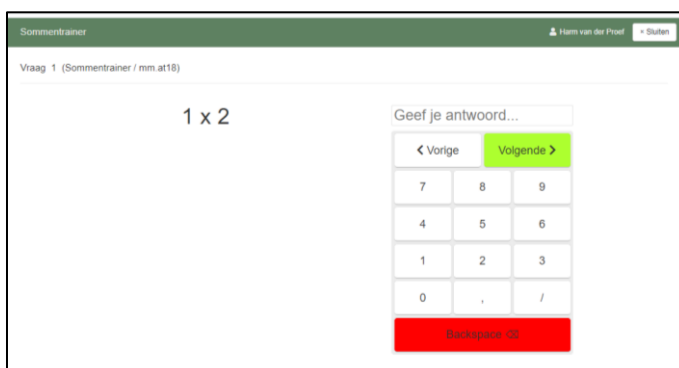 Sommentrainer
Harm van der Proef
× Sluiten
Vraag 1 (Sommentrainer / mm.at18)
1 x 2
Geef je antwoord...
Vorige
Volgende
7 8 9
4 5 6
1 2 3
0 , /
Backspace